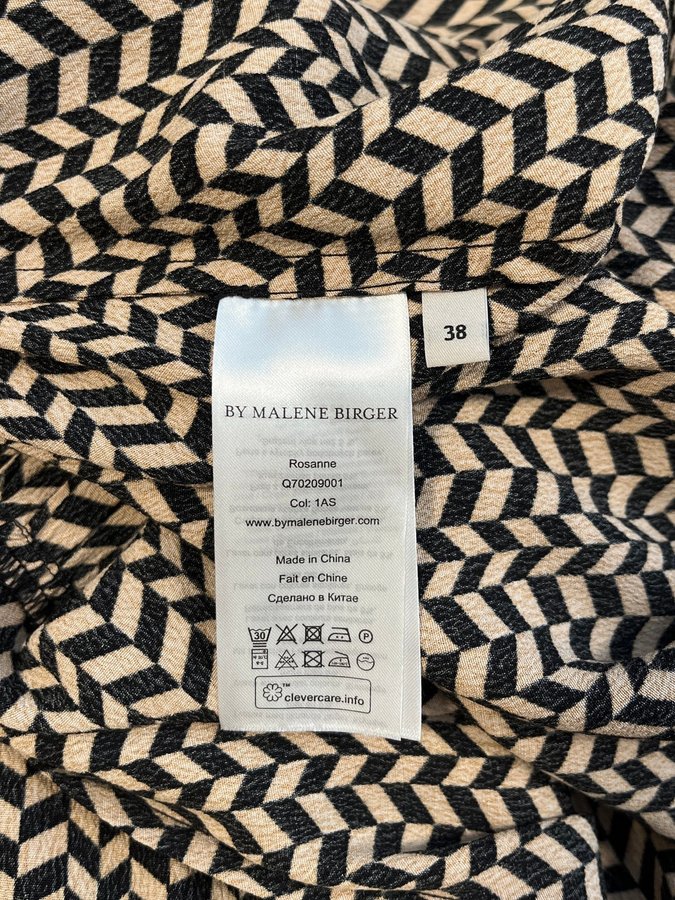 38
BY MALENE BIRGER
Rosanne
Q70209001
Col: 1AS
www.bymalenebirger.com
Made in China
Fait en Chine
Сделано в Китае
30
P
clevercare.info™